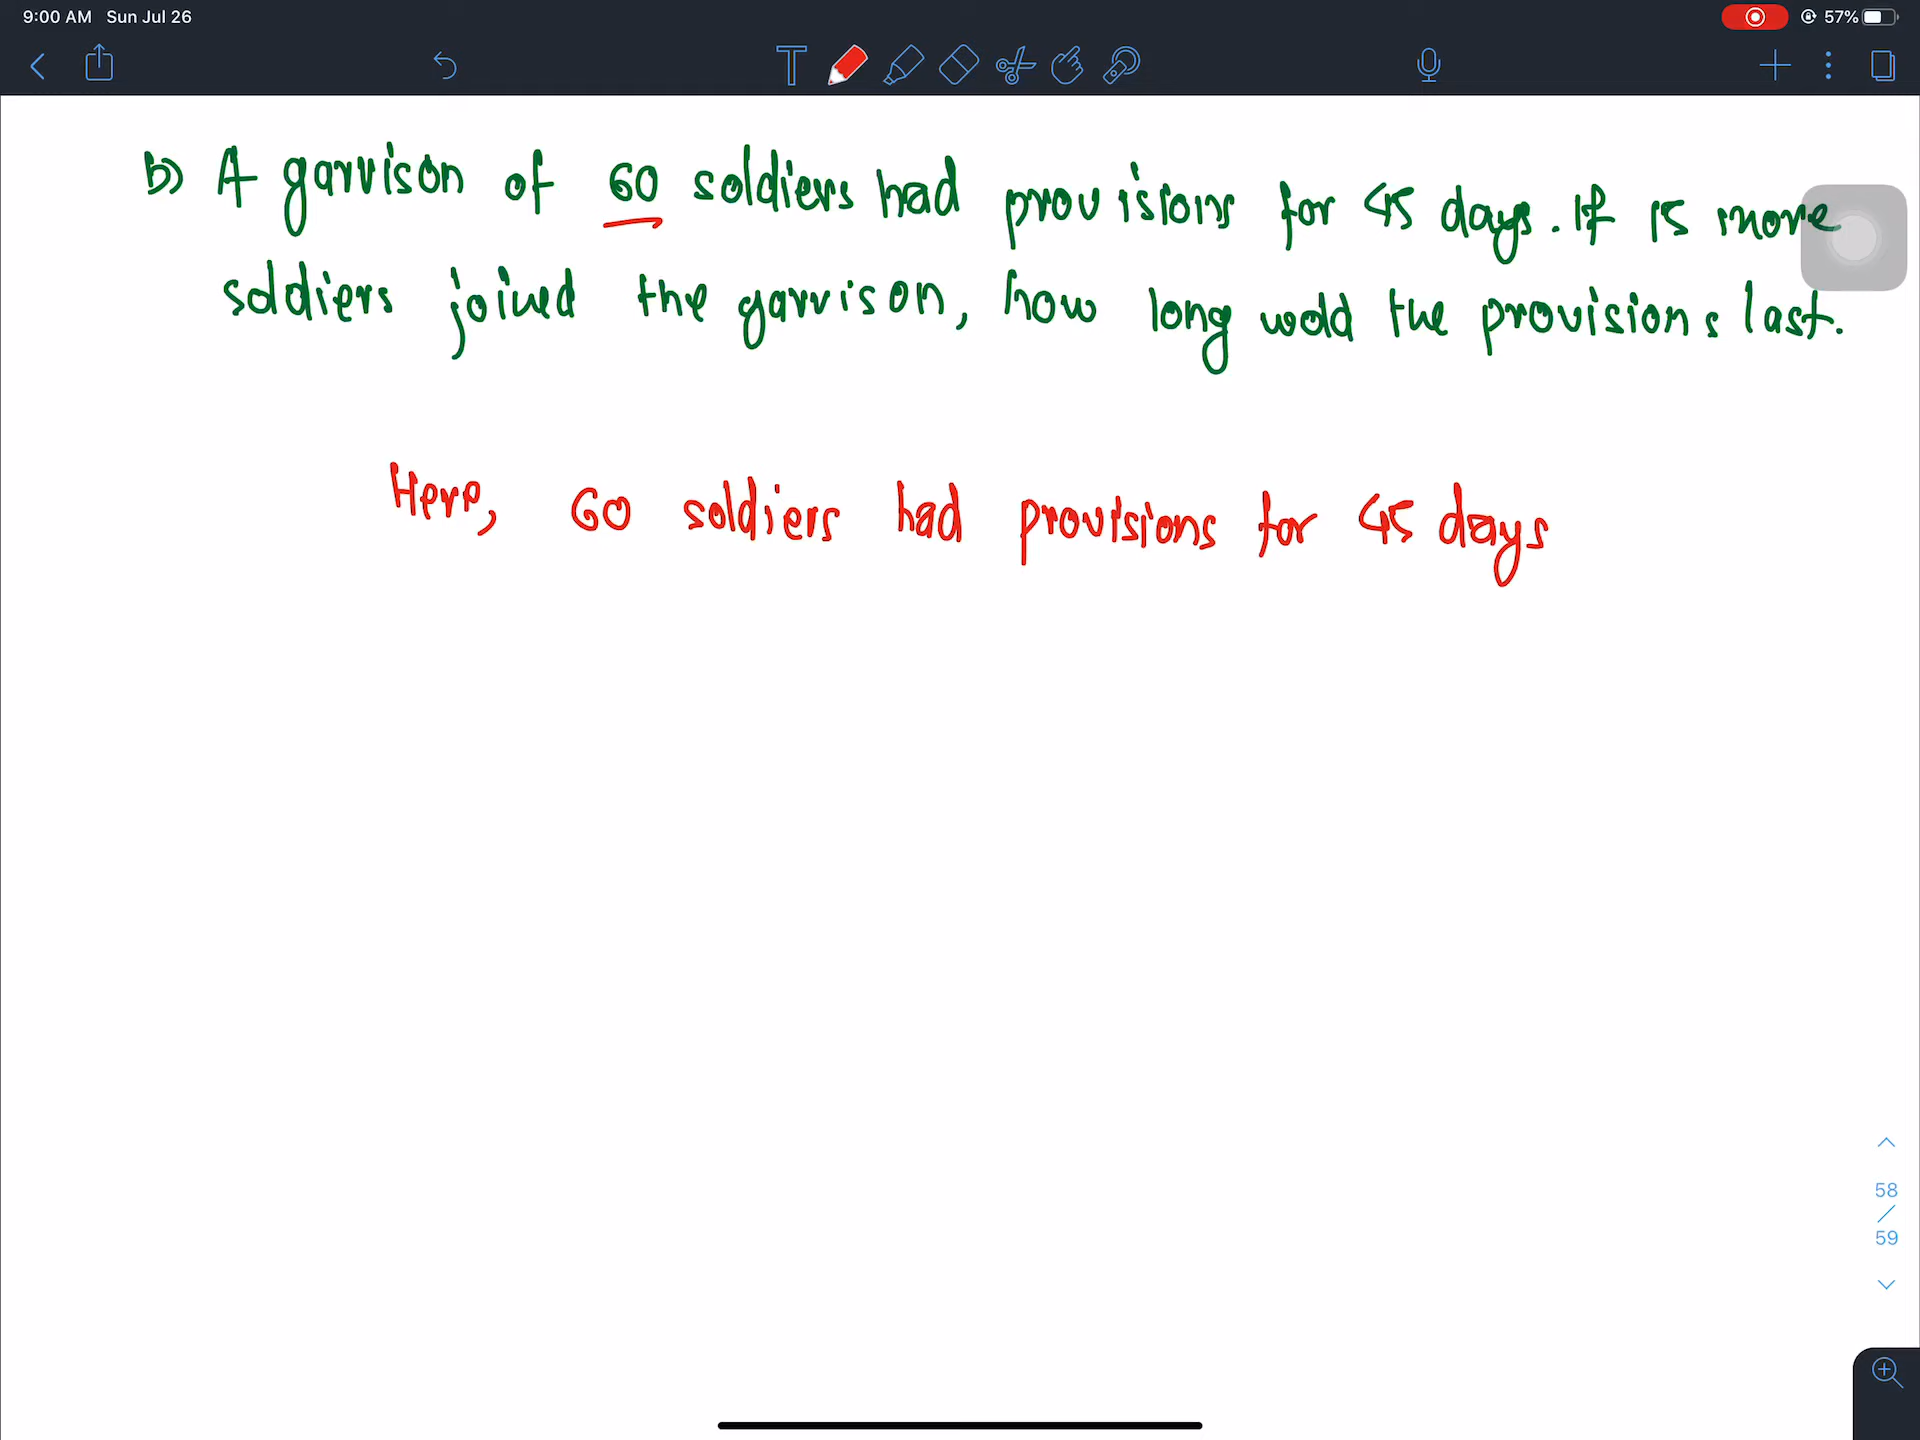 9:00 AM Sun Jul 26
57%
b) A garrison of 60 soldiers had provisions for 45 days. If 15 more
soldiers joined the garrison, how long wold the provisions last.
Here, 60 soldiers had provisions for 45 days
58
/
59